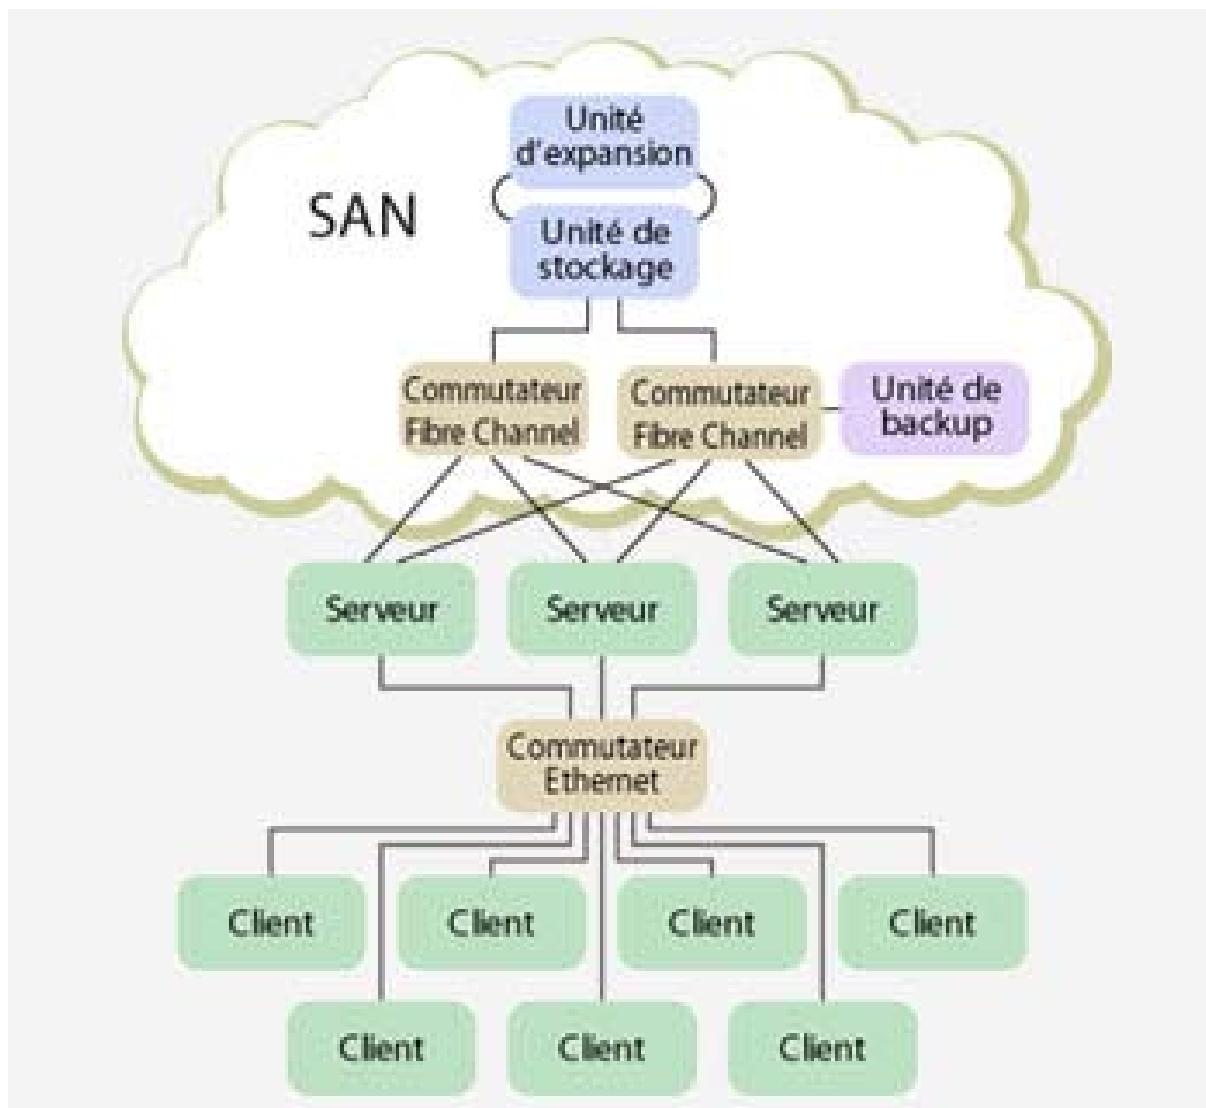 Unité
d'expansion
SAN
Unité de
stockage
Commutateur
Fibre Channel
Commutateur
Fibre Channel
Unité de
backup
Serveur
Serveur
Serveur
Commutateur
Ethernet
Client
Client
Client
Client
Client
Client
Client